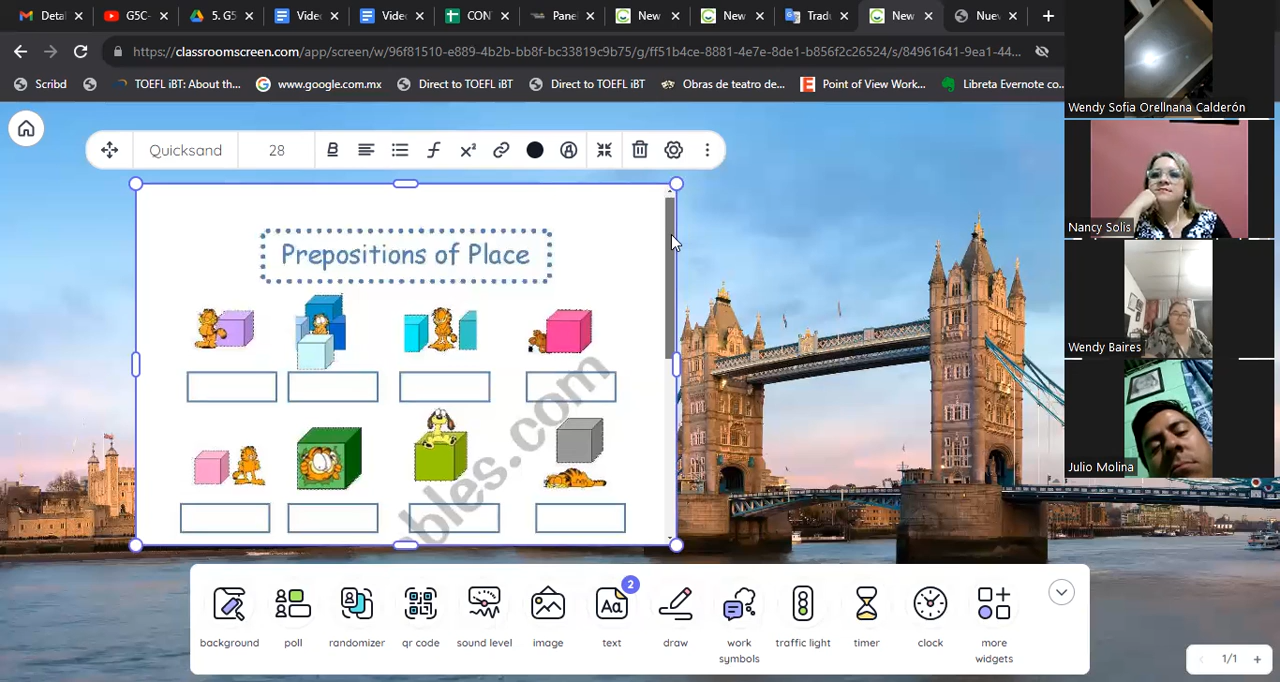 Detal
G5C-
5. G5
Vide
Vide
CON
Pane
New
New
Trad
New
Nue
https://classroomscreen.com/app/screen/w/96f81510-e889-4b2b-bb8f-bc33819c9b75/g/ff51b4ce-8881-4e7e-8de1-b856f2c26524/s/84961641-9ea1-44...
Scribd
TOEFL iBT: About th...
www.google.com.mx
Direct to TOEFL iBT
Direct to TOEFL iBT
Obras de teatro de...
Point of View Work...
Libreta Evernote co...
Quicksand
28
Prepositions of Place
bles.com
background
poll
randomizer
qr code
sound level
image
2
text
draw
work
symbols
traffic light
timer
clock
more
widgets
1/1
Wendy Sofia Orellnana Calderón
Nancy Solis
Wendy Baires
Julio Molina